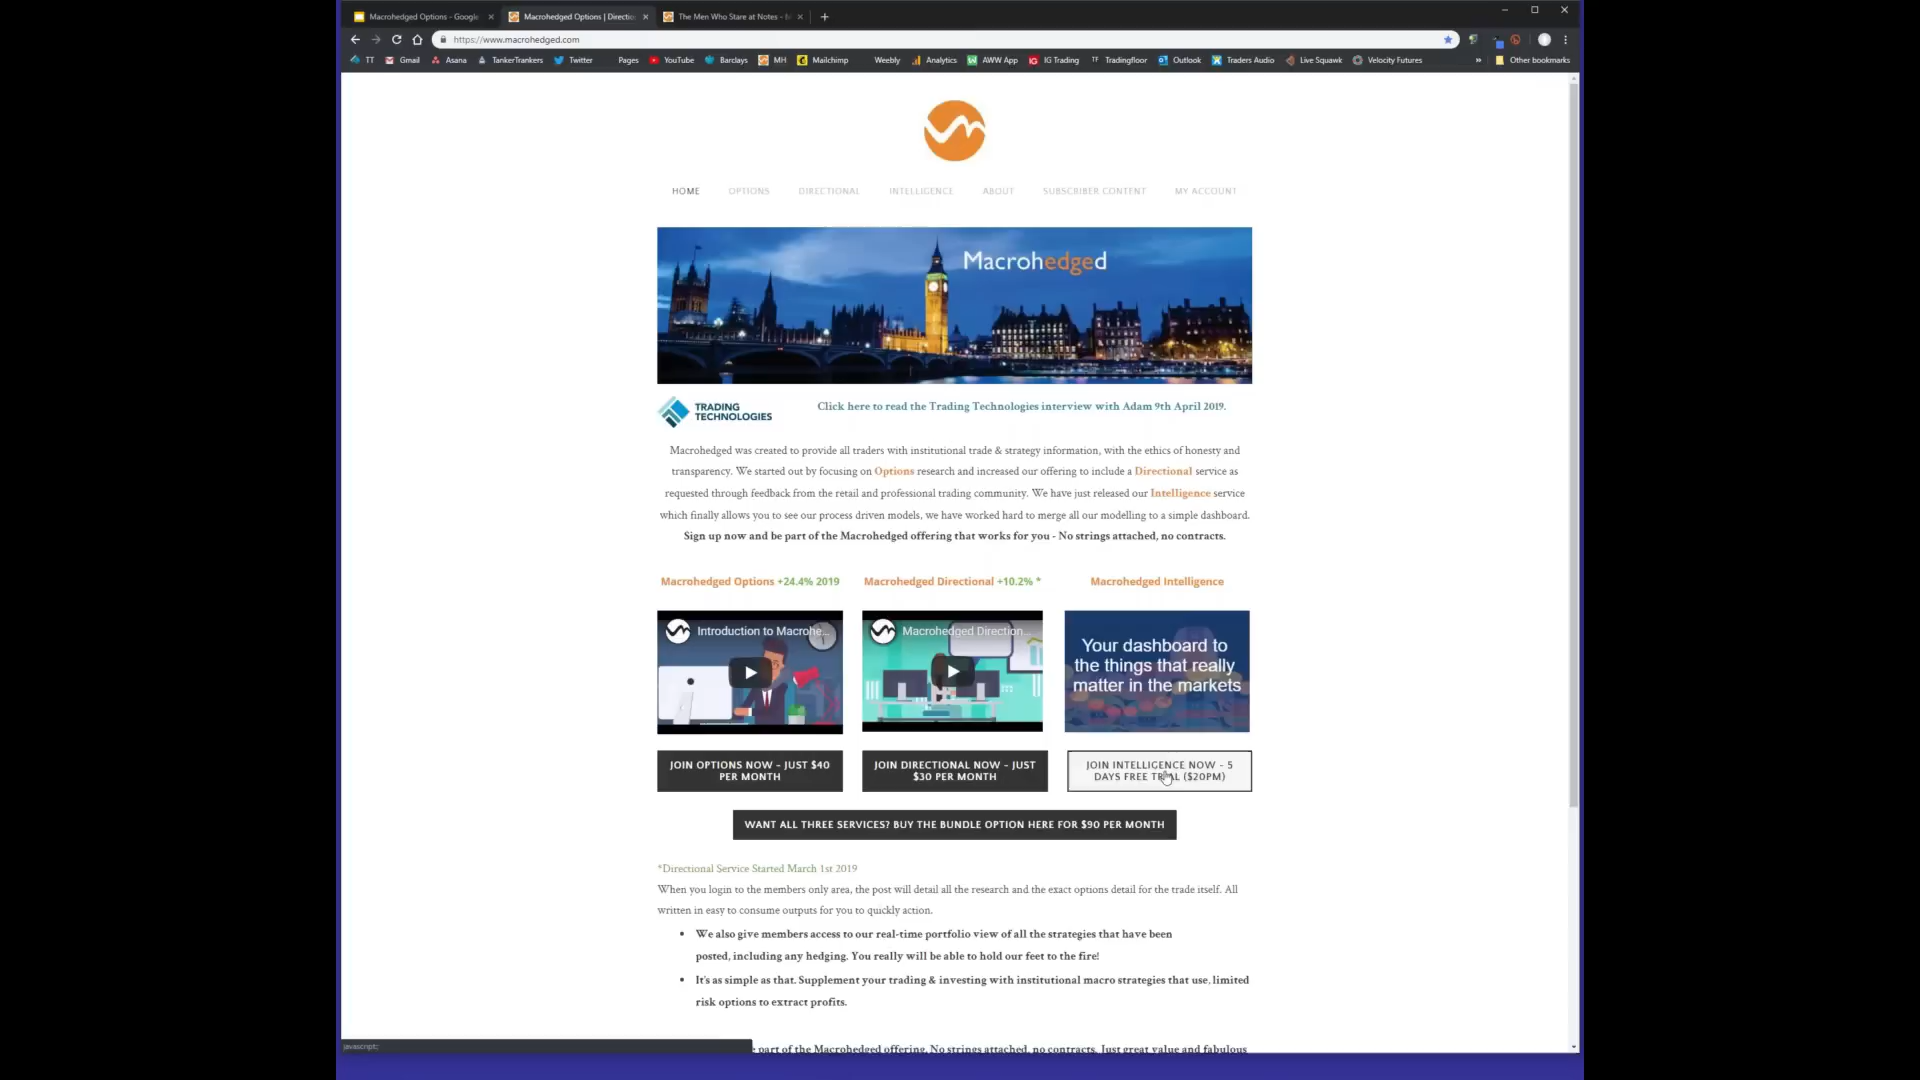 Macrohedged Options - Google
Macrohedged Options | Directio
The Men Who Stare at Notes -
https://www.macrohedged.com
TT Gmail Asana TankerTrankers Twitter Pages YouTube Barclays MH Mailchimp Weekly Analytics AWW App IG Trading Tradingfloor Outlook Traders Audio Live Squawk Velocity Futures » Other bookmarks
HOME OPTIONS DIRECTIONAL INTELLIGENCE ABOUT SUBSCRIBER CONTENT MY ACCOUNT
Macrohedged
TRADING
TECHNOLOGIES
Click here to read the Trading Technologies interview with Adam 9th April 2019.
Macrohedged was created to provide all traders with institutional trade & strategy information, with the ethics of honesty and
transparency. We started out by focusing on Options research and increased our offering to include a Directional service as
requested through feedback from the retail and professional trading community. We have just released our Intelligence service
which finally allows you to see our process driven models, we have worked hard to merge all our modelling to a simple dashboard.
Sign up now and be part of the Macrohedged offering that works for you - No strings attached, no contracts.
Macrohedged Options +24.4% 2019
Macrohedged Directional +10.2% *
Macrohedged Intelligence
Introduction to Macrohe...
Macrohedged Direction...
Your dashboard to
the things that really
matter in the markets
JOIN OPTIONS NOW - JUST $40
PER MONTH
JOIN DIRECTIONAL NOW - JUST
$30 PER MONTH
JOIN INTELLIGENCE NOW - 5
DAYS FREE TRIAL ($20PM)
WANT ALL THREE SERVICES? BUY THE BUNDLE OPTION HERE FOR $90 PER MONTH
*Directional Service Started March 1st 2019
When you login to the members only area, the post will detail all the research and the exact options detail for the trade itself. All
written in easy to consume outputs for you to quickly action.
• We also give members access to our real-time portfolio view of all the strategies that have been
posted, including any hedging. You really will be able to hold our feet to the fire!
• It's as simple as that. Supplement your trading & investing with institutional macro strategies that use, limited
risk options to extract profits.
javascript:
part of the Macrohedged offering. No strings attached, no contracts. Just great value and fabulous